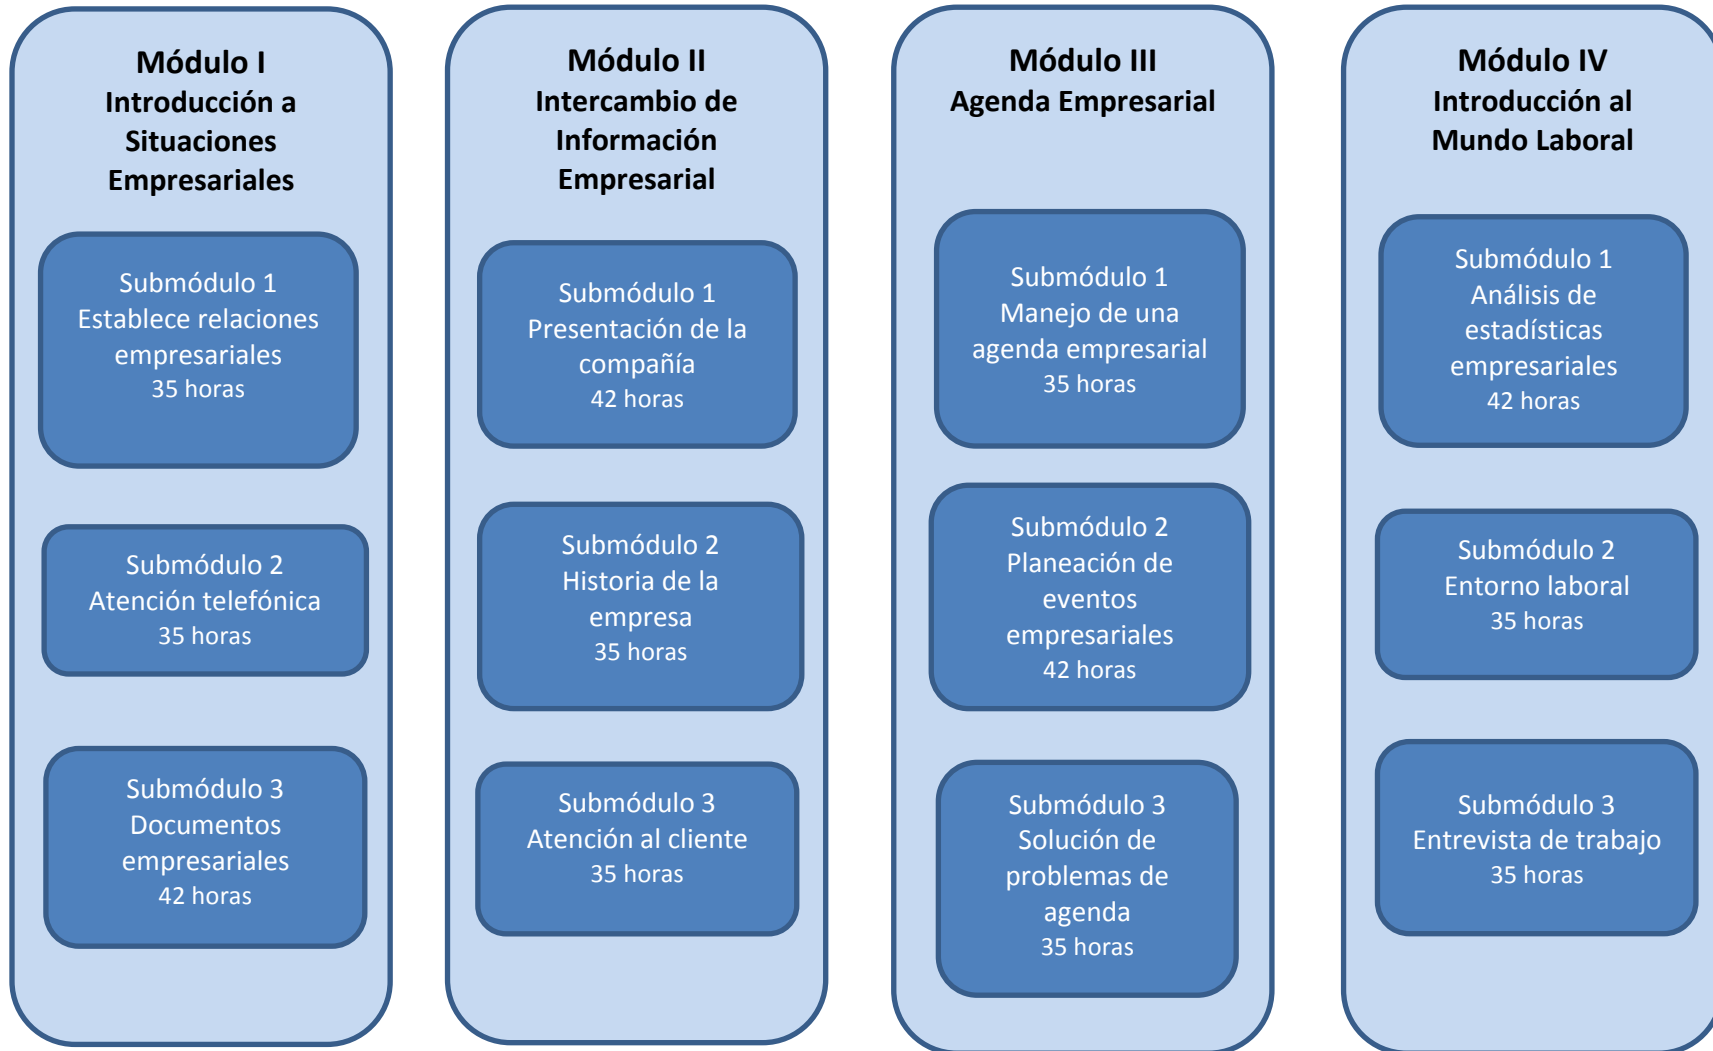 Módulo I
Introducción a
Situaciones
Empresariales
Submódulo 1
Establece relaciones
empresariales
35 horas
Submódulo 2
Atención telefónica
35 horas
Submódulo 3
Documentos
empresariales
42 horas
Módulo II
Intercambio de
Información
Empresarial
Submódulo 1
Presentación de la
compañía
42 horas
Submódulo 2
Historia de la
empresa
35 horas
Submódulo 3
Atención al cliente
35 horas
Módulo III
Agenda Empresarial
Submódulo 1
Manejo de una
agenda empresarial
35 horas
Submódulo 2
Planeación de
eventos
empresariales
42 horas
Submódulo 3
Solución de
problemas de
agenda
35 horas
Módulo IV
Introducción al
Mundo Laboral
Submódulo 1
Análisis de
estadísticas
empresariales
42 horas
Submódulo 2
Entorno laboral
35 horas
Submódulo 3
Entrevista de trabajo
35 horas